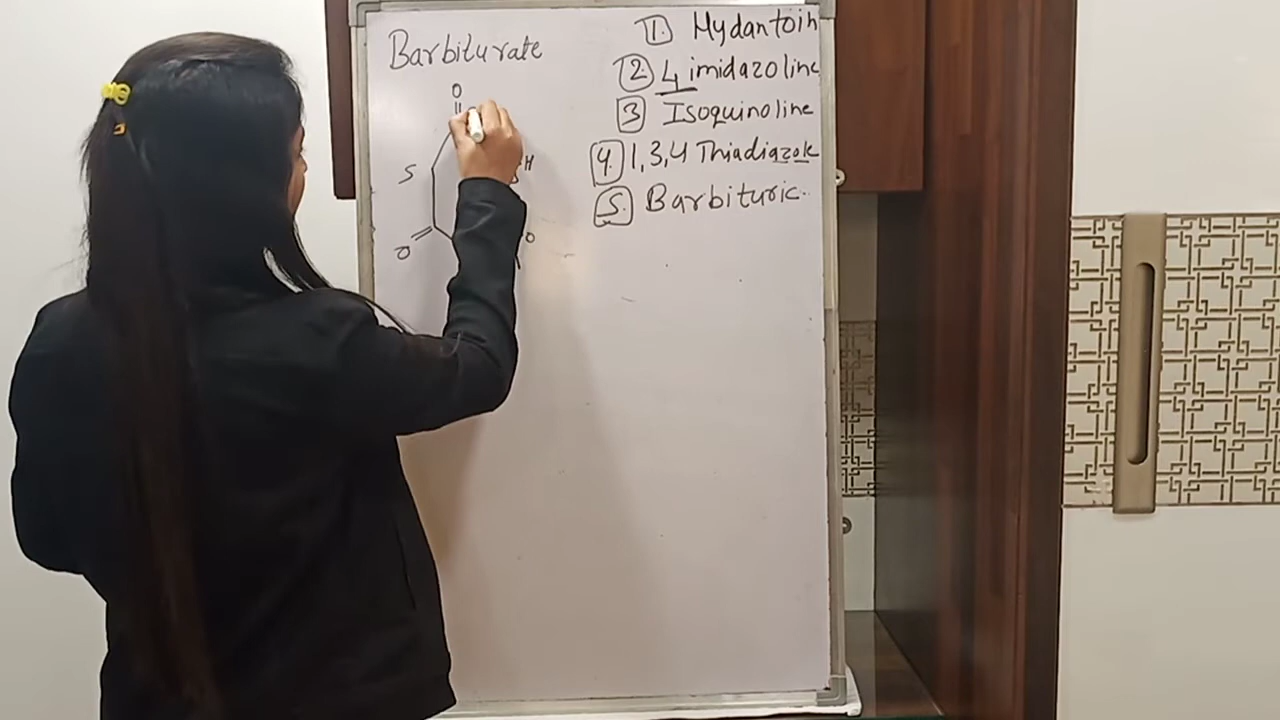 Barbiturate
O
S
H
O
O
1. Hydantoin
2 4 imidazoline
3 Isoquinoline
4. 1,3,4 Thiadiazole
5. Barbituric